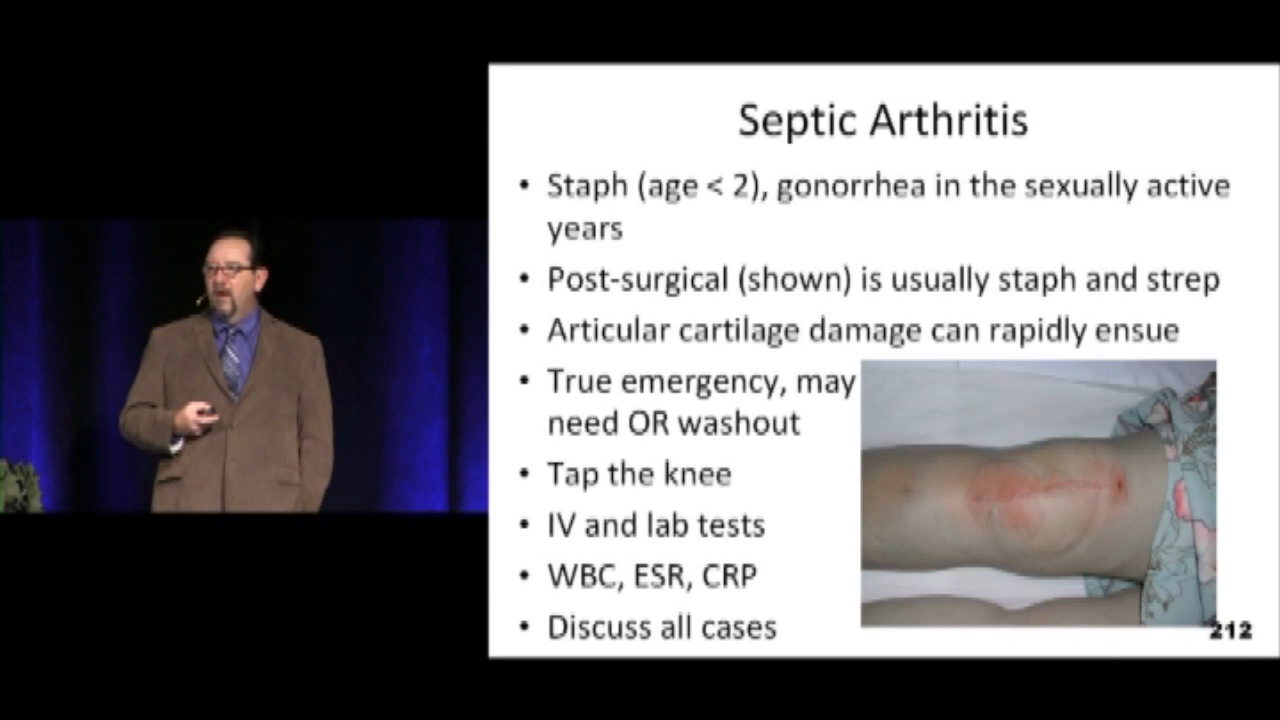 Septic Arthritis
• Staph (age < 2), gonorrhea in the sexually active
years
• Post-surgical (shown) is usually staph and strep
• Articular cartilage damage can rapidly ensue
• True emergency, may
need OR washout
• Tap the knee
• IV and lab tests
• WBC, ESR, CRP
• Discuss all cases
212